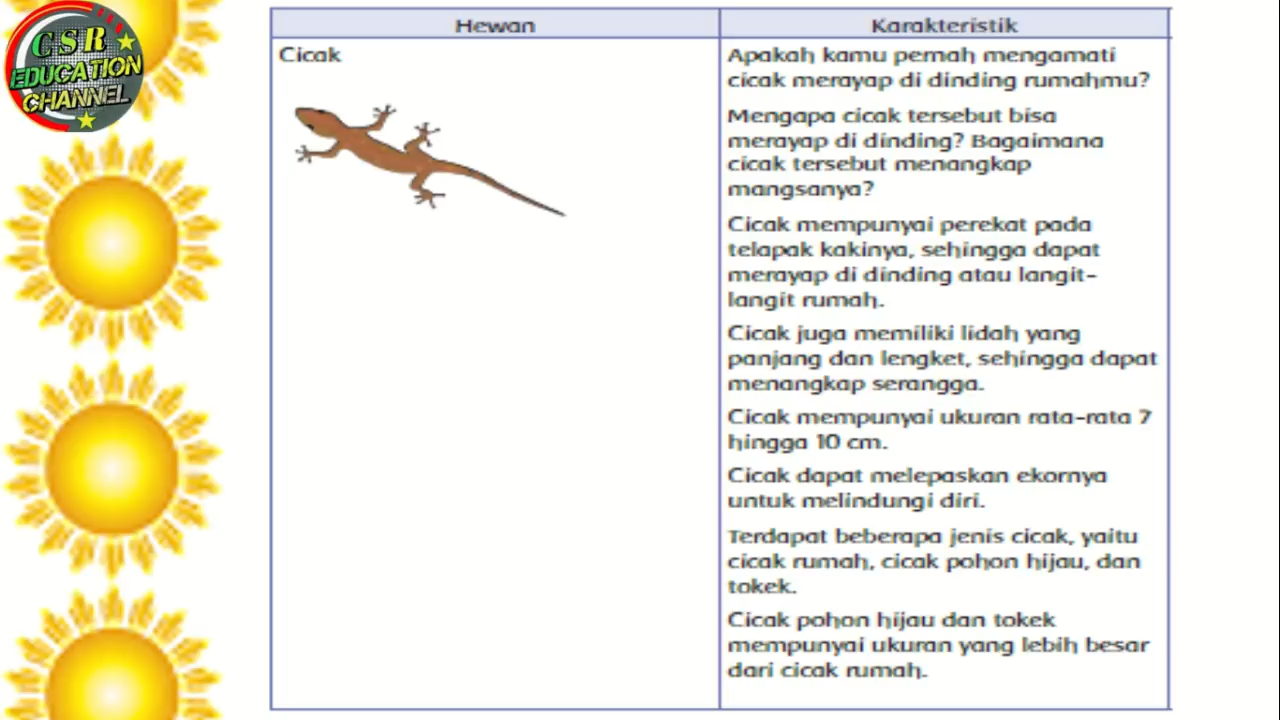 CSR
EDUCATION
CHANNEL
Hewan
Karakteristik
Cicak
Apakah kamu pernah mengamati
cicak merayap di dinding rumahmu?
Mengapa cicak tersebut bisa
merayap di dinding? Bagaimana
cicak tersebut menangkap
mangsanya?
Cicak mempunyai perekat pada
telapak kakinya, sehingga dapat
merayap di dinding atau langit-
langit rumah.
Cicak juga memiliki lidah yang
panjang dan lengket, sehingga dapat
menangkap serangga.
Cicak mempunyai ukuran rata-rata 7
hingga 10 cm.
Cicak dapat melepaskan ekornya
untuk melindungi diri.
Terdapat beberapa jenis cicak, yaitu
cicak rumah, cicak pohon hijau, dan
tokek.
Cicak pohon hijau dan tokek
mempunyai ukuran yang lebih besar
dari cicak rumah.